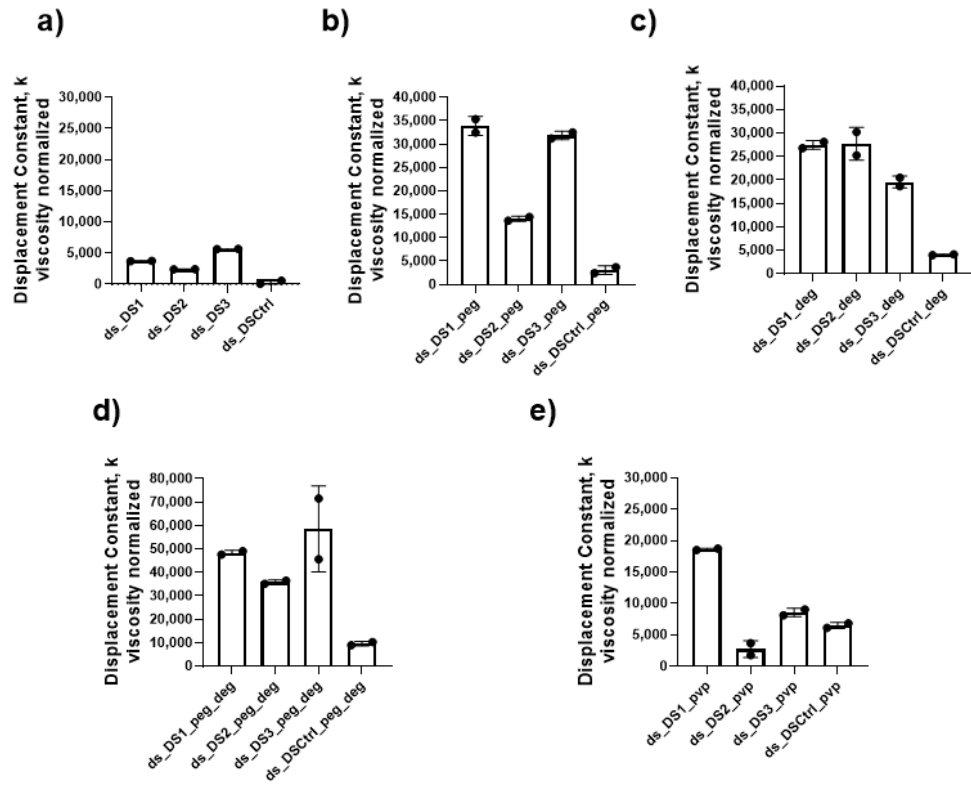 a)
Displacement Constant, k
viscosity normalized
30,000
25,000
20,000
15,000
10,000
5,000
0
ds_DS1
ds_DS2
ds_DS3
ds_DSCtrl
b)
Displacement Constant, k
viscosity normalized
40,000
35,000
30,000
25,000
20,000
15,000
10,000
5,000
0
ds_DS1_peg
ds_DS2_peg
ds_DS3_peg
ds_DSCtrl_peg
c)
Displacement Constant, k
viscosity normalized
40,000
35,000
30,000
25,000
20,000
15,000
10,000
5,000
0
ds_DS1_deg
ds_DS2_deg
ds_DS3_deg
ds_DSCtrl_deg
d)
Displacement Constant, k
viscosity normalized
80,000
70,000
60,000
50,000
40,000
30,000
20,000
10,000
0
ds_DS1_peg_deg
ds_DS2_peg_deg
ds_DS3_peg_deg
ds_DSCtrl_peg_deg
e)
Displacement Constant, k
viscosity normalized
30,000
25,000
20,000
15,000
10,000
5,000
0
ds_DS1_pvp
ds_DS2_pvp
ds_DS3_pvp
ds_DSCtrl_pvp